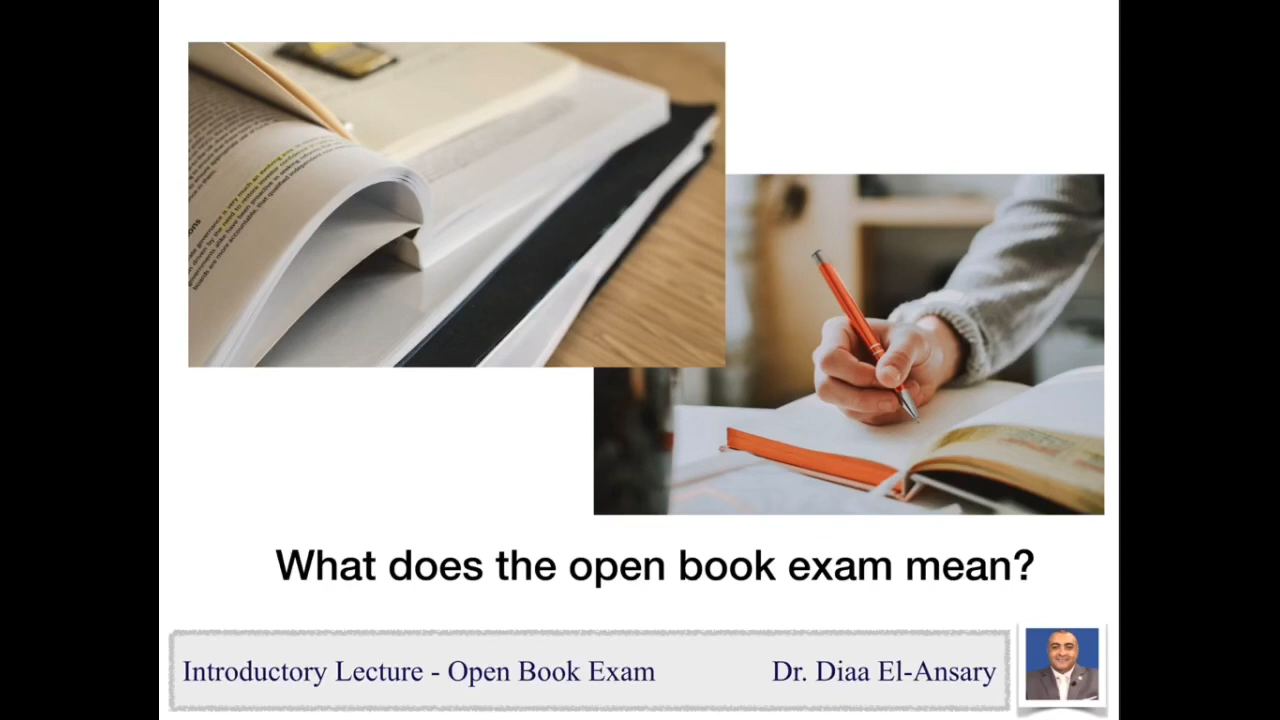 What does the open book exam mean?
Introductory Lecture - Open Book Exam
Dr. Diaa El-Ansary